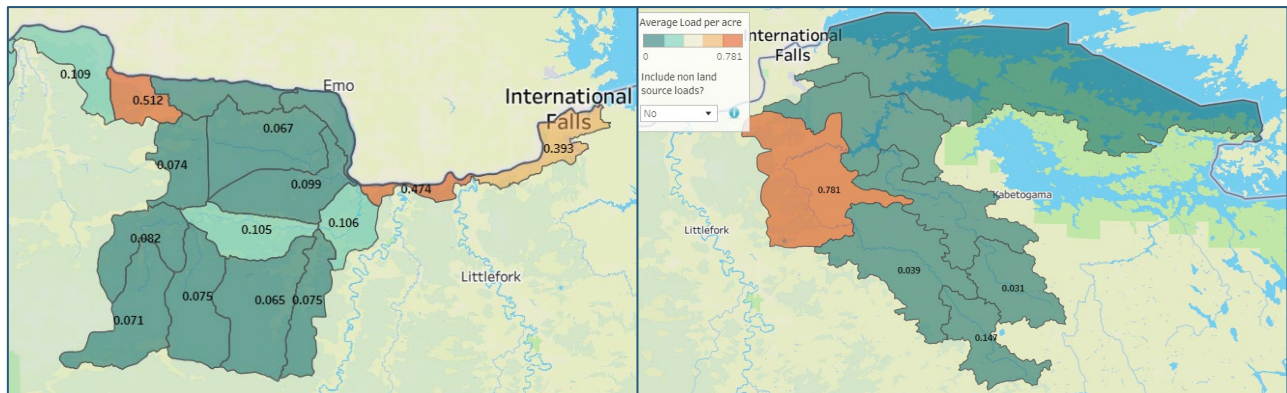 0.109
0.512
Emo
International
Falls
0.067
0.393
0.074
0.099
0.474
0.106
0.105
0.082
Littlefork
0.075
0.065
0.075
0.071
Average Load per acre
0
0.781
Include non land
source loads?
No
i
International
Falls
0.781
Kabetogama
Littlefork
0.039
0.031
0.147